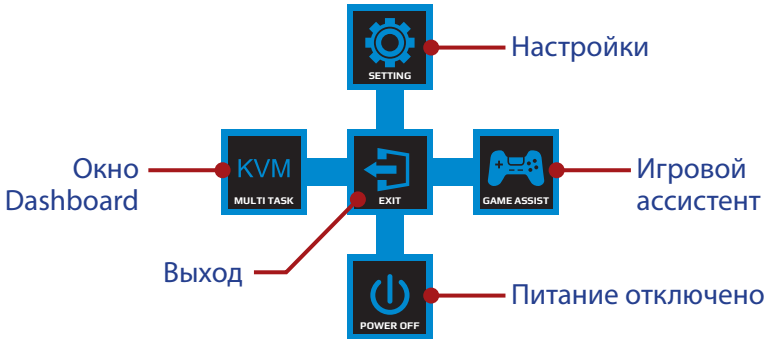 SETTING
Настройки
Окно
Dashboard
KVM
MULTI TASK
EXIT
GAME ASSIST
Игровой
ассистент
Выход
POWER OFF
Питание отключено